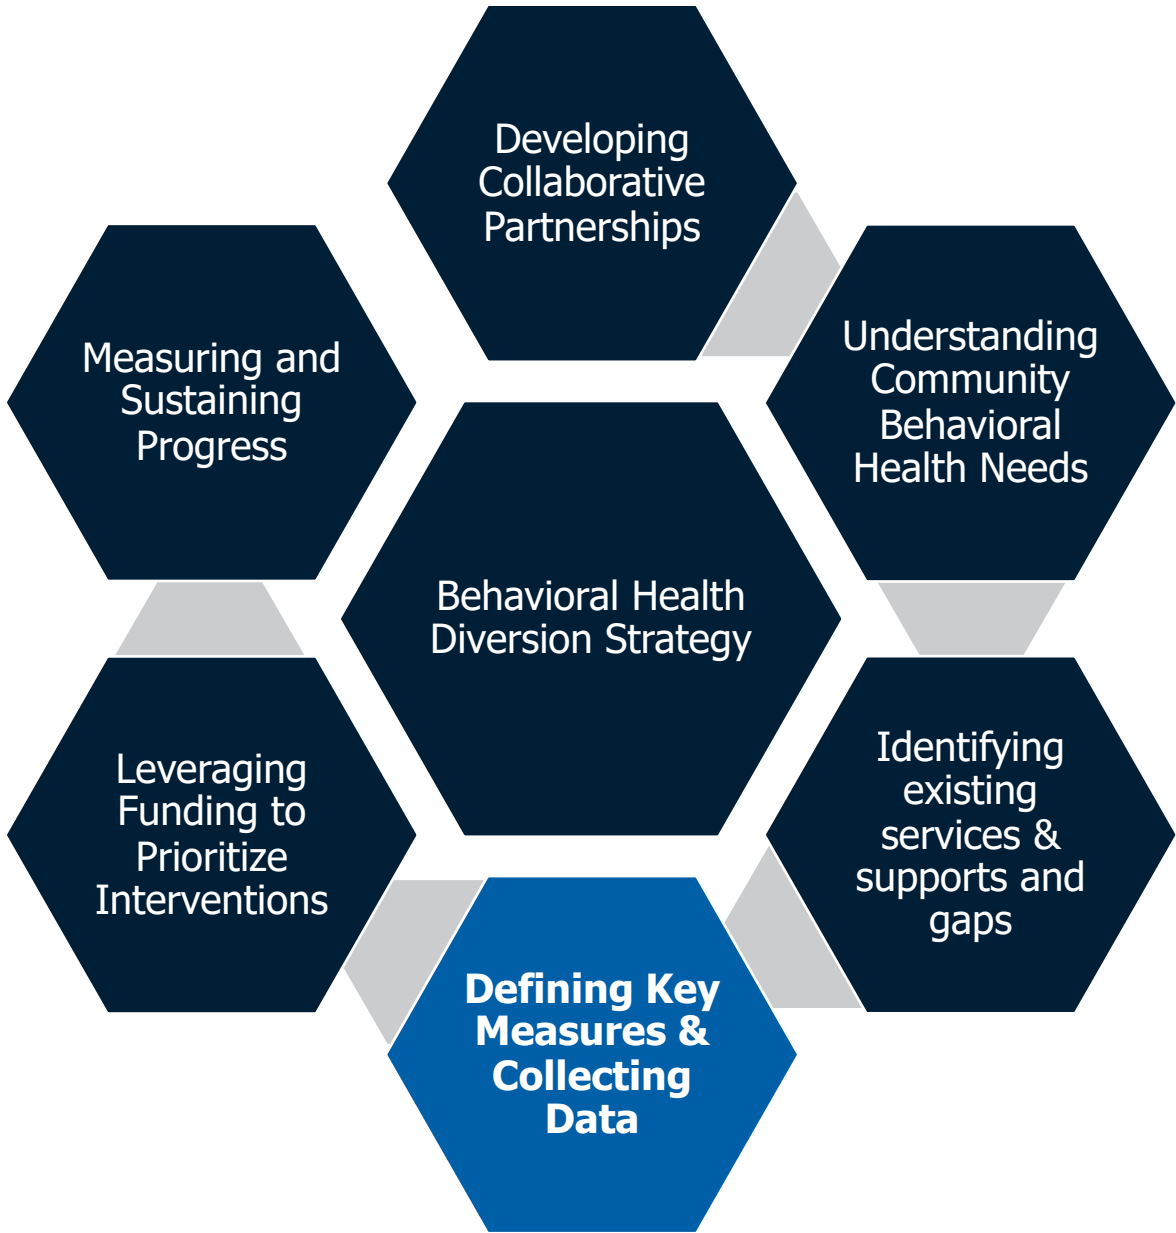 Developing
Collaborative
Partnerships
Understanding
Community
Behavioral
Health Needs
Identifying
existing
services &
supports and
gaps
Defining Key
Measures &
Collecting
Data
Leveraging
Funding to
Prioritize
Interventions
Measuring and
Sustaining
Progress
Behavioral Health
Diversion Strategy